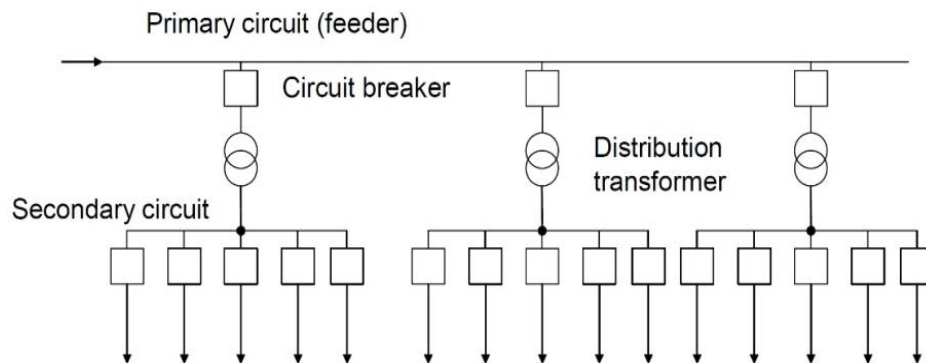 Primary circuit (feeder)
Circuit breaker
Distribution
transformer
Secondary circuit